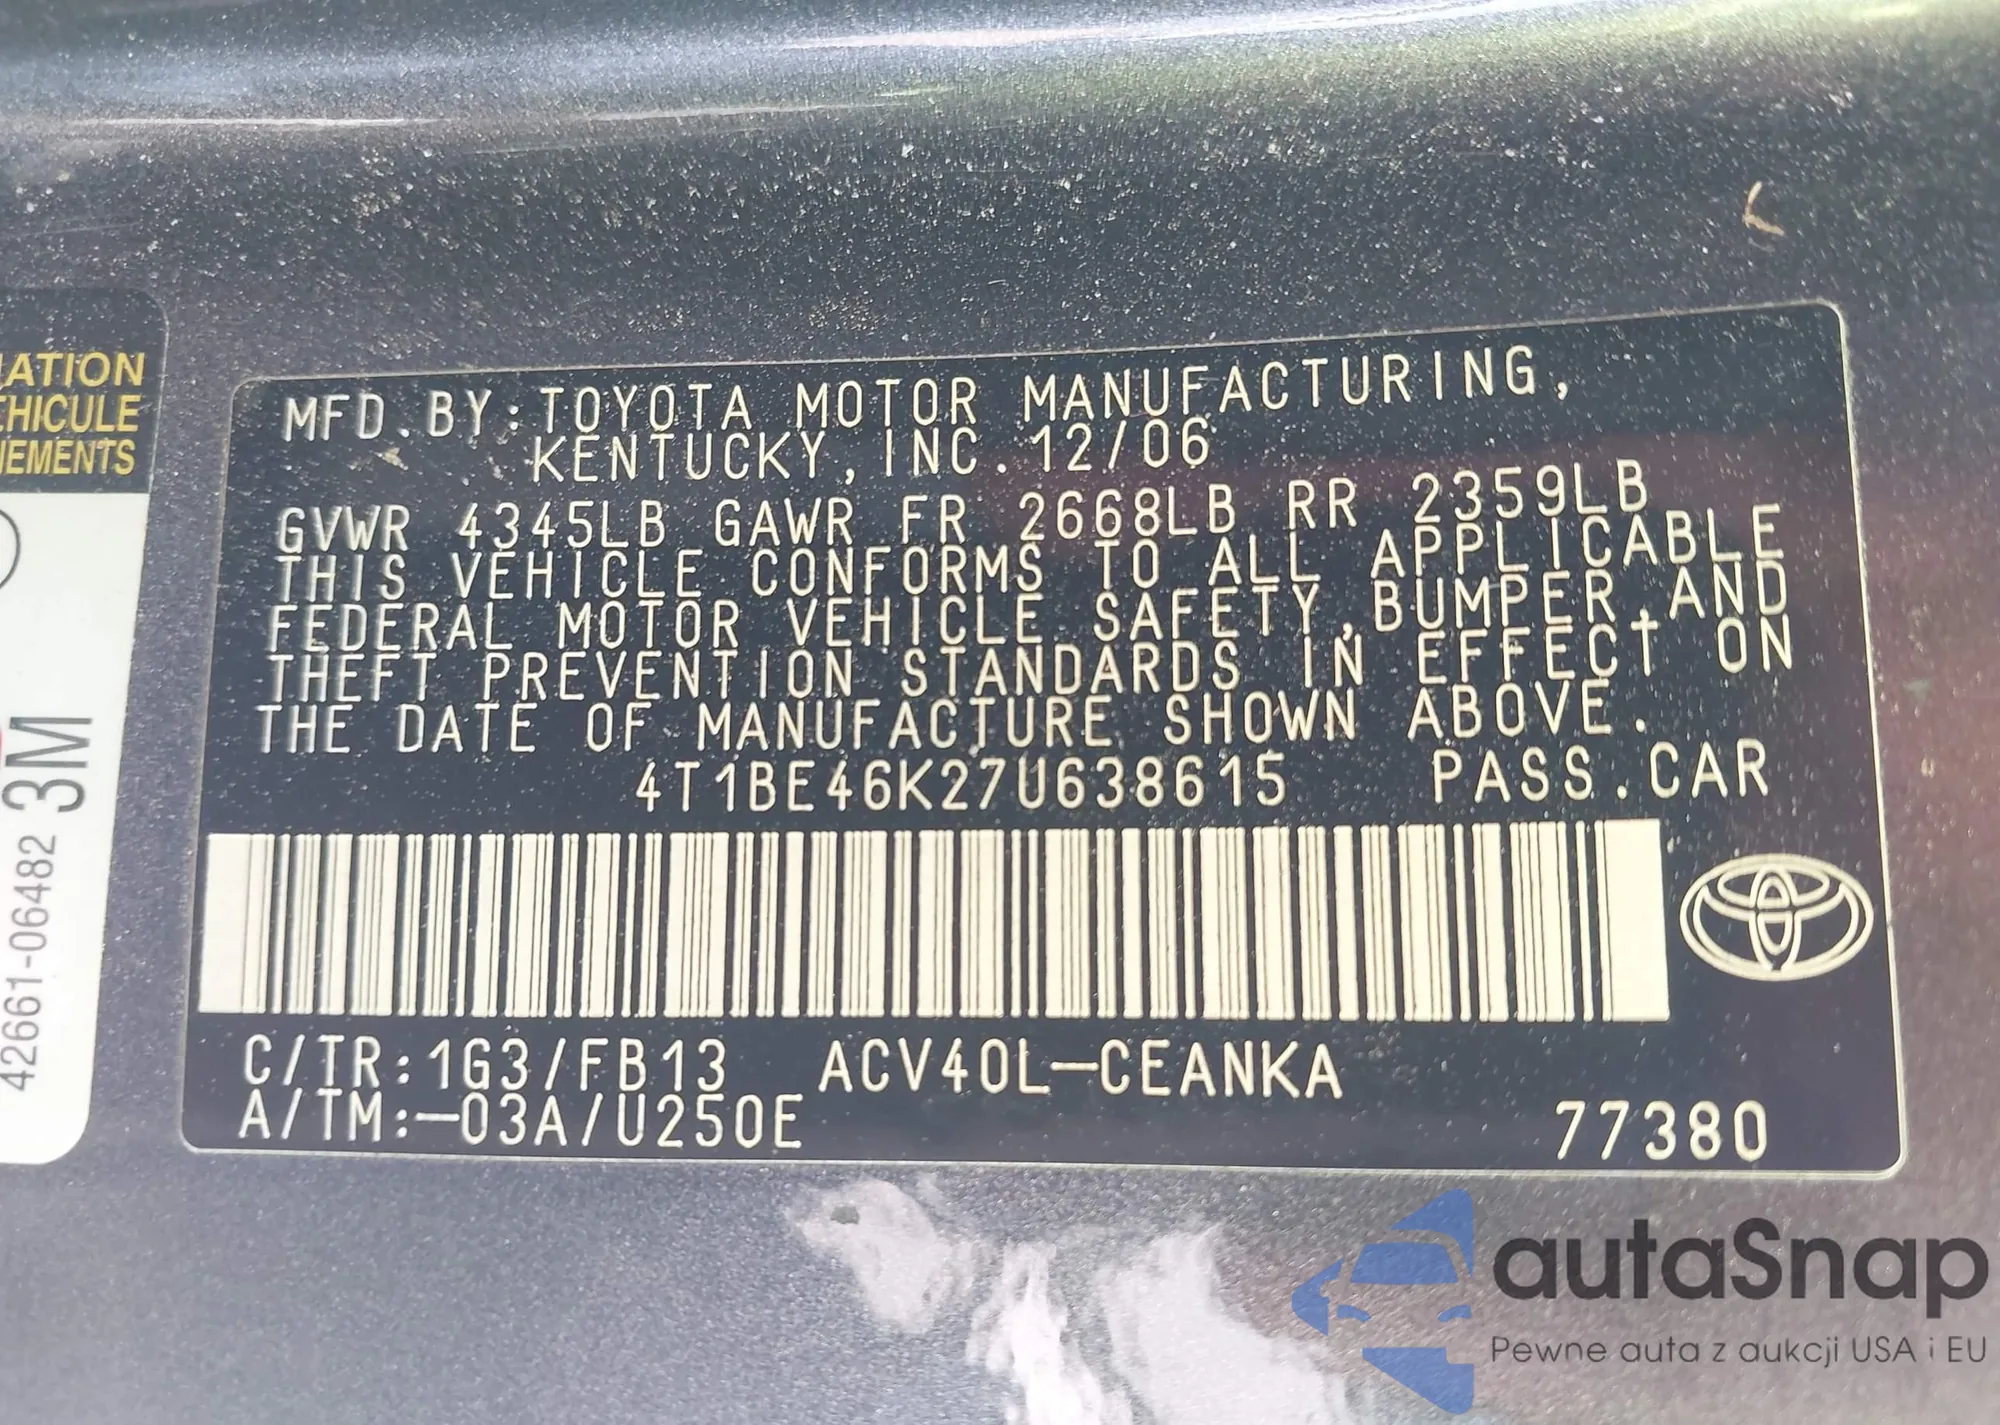 ATION
EHICULE
NEMENTS
3M
42661-06482
MFD.BY:TOYOTA MOTOR MANUFACTURING,
KENTUCKY,INC.12/06
GVWR 4345LB GAWR FR 2668LB RR 2359LB
THIS VEHICLE CONFORMS TO ALL APPLICABLE
FEDERAL MOTOR VEHICLE SAFETY,BUMPER,AND
THEFT PREVENTION STANDARDS IN EFFECT ON
THE DATE OF MANUFACTURE SHOWN ABOVE.
4T1BE46K27U638615 PASS.CAR
C/TR:1G3/FB13 ACV40L-CEANKA
A/TM:-03A/U250E
77380
autaSnap
Pewne auta z aukcji USA i EU